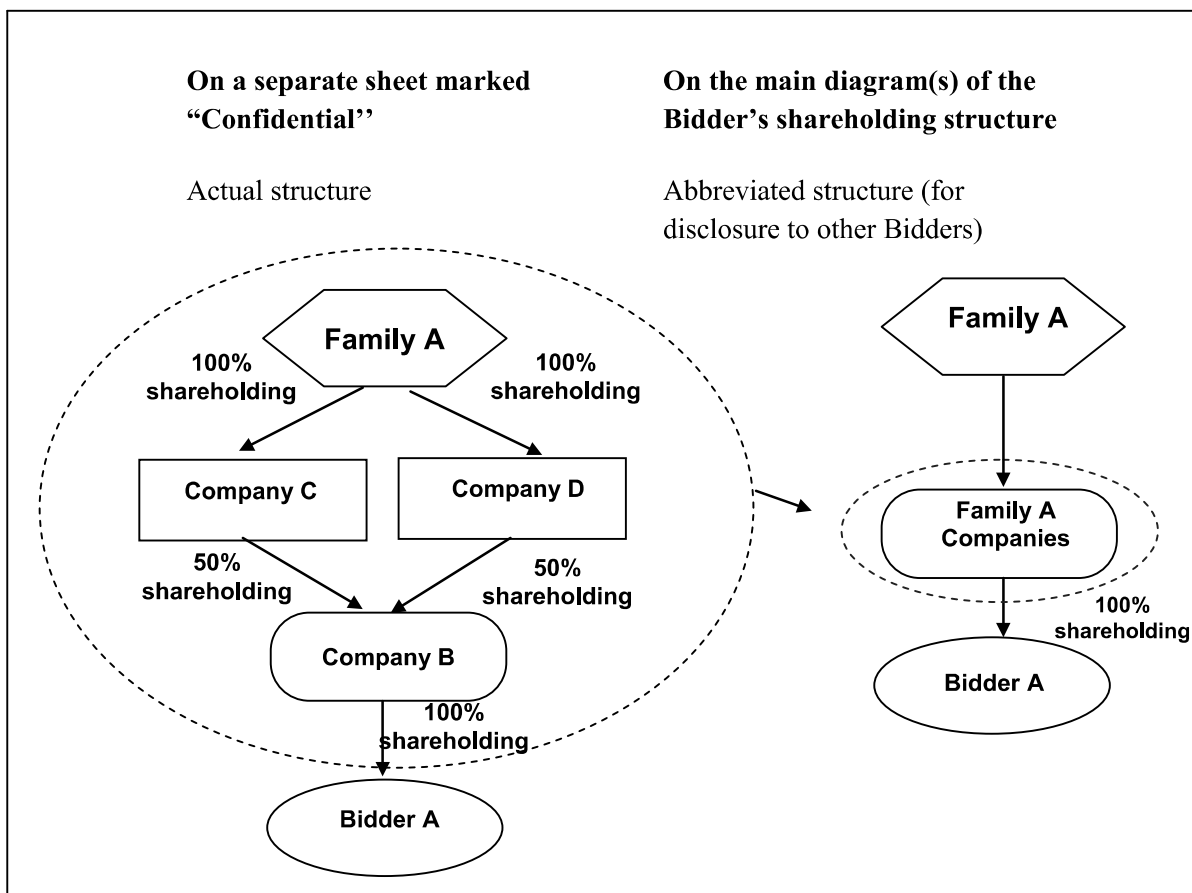 On a separate sheet marked
“Confidential’’
Actual structure
Family A
100%
shareholding
100%
shareholding
Company C
Company D
50%
shareholding
50%
shareholding
Company B
100%
shareholding
Bidder A
On the main diagram(s) of the
Bidder’s shareholding structure
Abbreviated structure (for
disclosure to other Bidders)
Family A
Family A
Companies
100%
shareholding
Bidder A